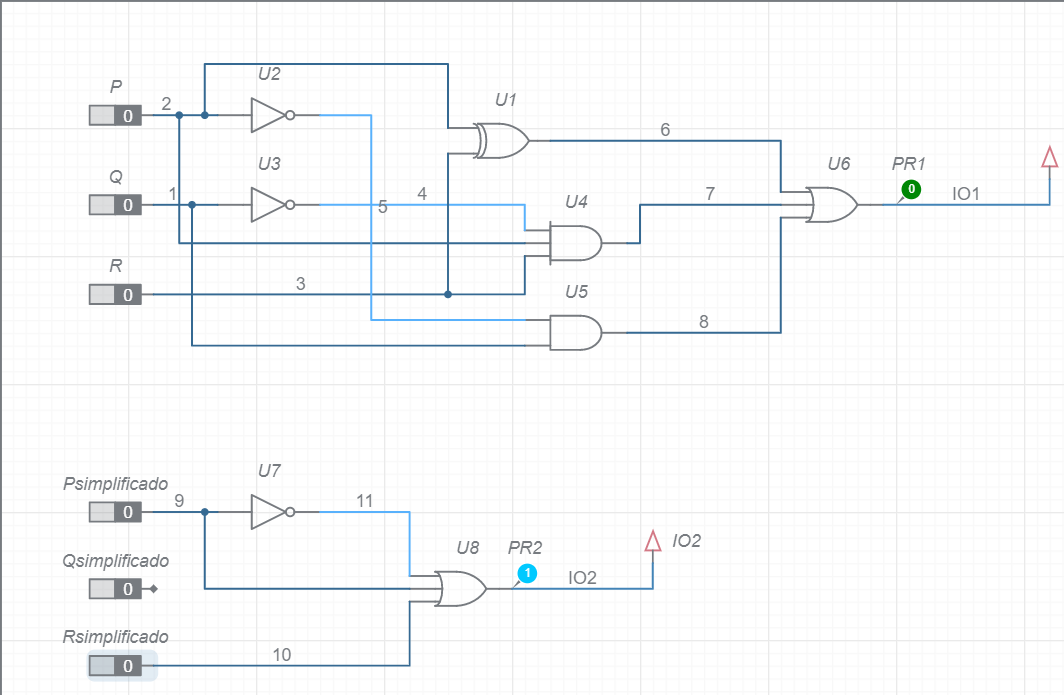 U2
P
0
2
U1
6
Q
0
1
U3
4
5
U4
7
U6
PR1
0
IO1
R
0
3
U5
8
Psimplificado
0
9
U7
11
Qsimplificado
0
U8
PR2
1
IO2
IO2
Rsimplificado
0
10